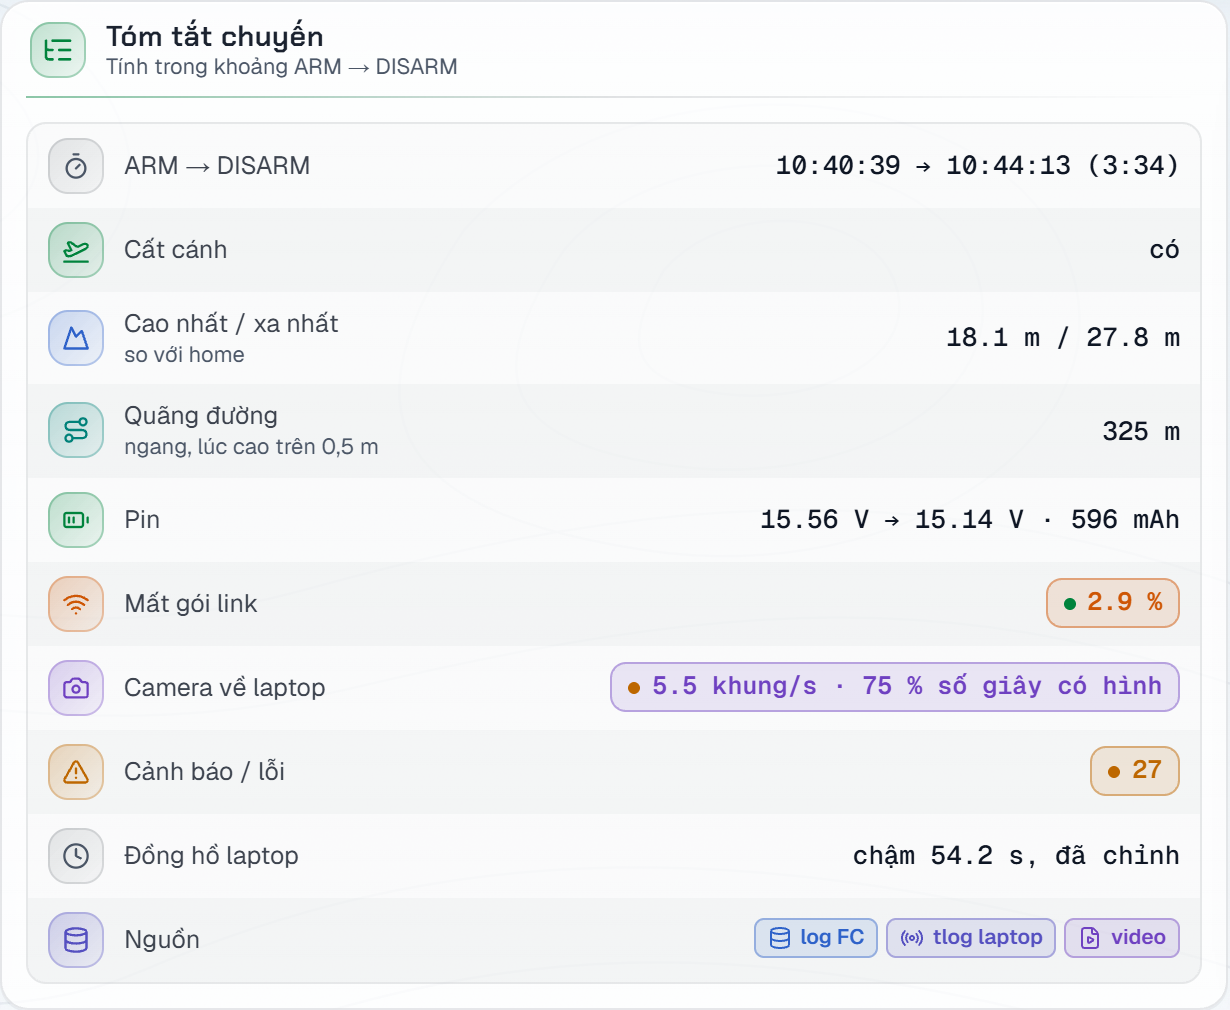 Tóm tắt chuyến
Tính trong khoảng ARM → DISARM
ARM → DISARM
10:40:39 → 10:44:13 (3:34)
Cất cánh
có
Cao nhất / xa nhất
so với home
18.1 m / 27.8 m
Quãng đường
ngang, lúc cao trên 0,5 m
325 m
Pin
15.56 V → 15.14 V · 596 mAh
Mất gói link
2.9 %
Camera về laptop
5.5 khung/s · 75 % số giây có hình
Cảnh báo / lỗi
27
Đồng hồ laptop
chậm 54.2 s, đã chỉnh
Nguồn
log FC
tlog laptop
video